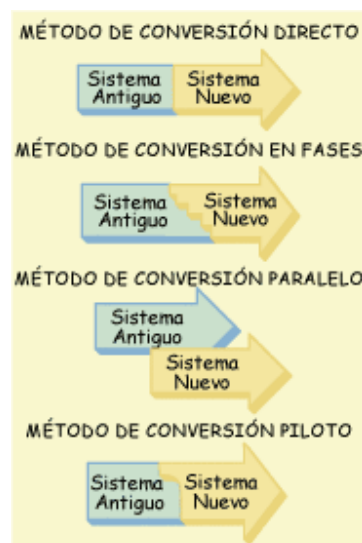 MÉTODO DE CONVERSIÓN DIRECTO
Sistema Antiguo
Sistema Nuevo
MÉTODO DE CONVERSIÓN EN FASES
Sistema Antiguo
Sistema Nuevo
MÉTODO DE CONVERSIÓN PARALELO
Sistema Antiguo
Sistema Nuevo
MÉTODO DE CONVERSIÓN PILOTO
Sistema Antiguo
Sistema Nuevo